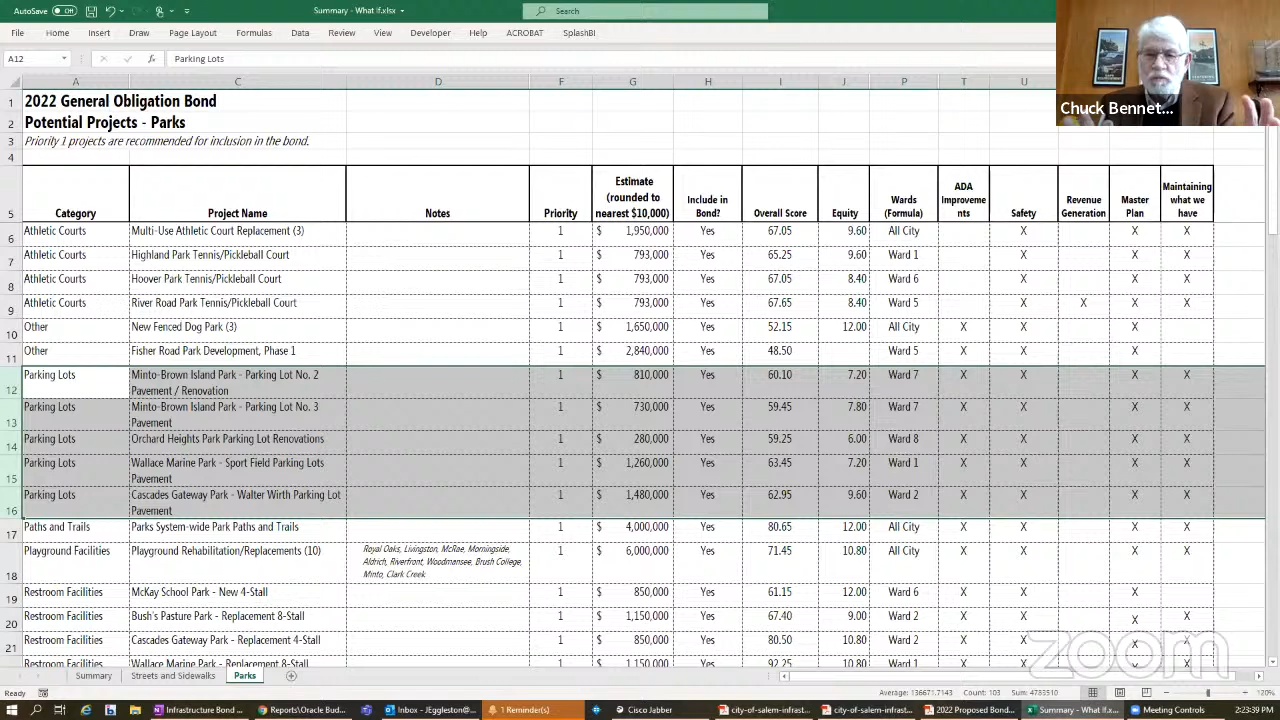 AutoSave Off Summary - What If.xlsx Search
File Home Insert Draw Page Layout Formulas Data Review View Developer Help ACROBAT SplashBI
A12 fx Parking Lots
A C D F G H I J P T U V W X
2022 General Obligation Bond
Potential Projects - Parks
Priority 1 projects are recommended for inclusion in the bond.
Category Project Name Notes Priority Estimate (rounded to nearest $10,000) Include in Bond? Overall Score Equity Wards (Formula) ADA Improvements Safety Revenue Generation Master Plan Maintaining what we have
6 Athletic Courts Multi-Use Athletic Court Replacement (3) 1 $ 1,950,000 Yes 67.05 9.60 All City X X X
7 Athletic Courts Highland Park Tennis/Pickleball Court 1 $ 793,000 Yes 65.25 9.60 Ward 1 X X X
8 Athletic Courts Hoover Park Tennis/Pickleball Court 1 $ 793,000 Yes 67.05 8.40 Ward 6 X X X
9 Athletic Courts River Road Park Tennis/Pickleball Court 1 $ 793,000 Yes 67.65 8.40 Ward 5 X X X X
10 Other New Fenced Dog Park (3) 1 $ 1,650,000 Yes 52.15 12.00 All City X X X
11 Other Fisher Road Park Development, Phase 1 1 $ 2,840,000 Yes 48.50 Ward 5 X X X
12 Parking Lots Minto-Brown Island Park - Parking Lot No. 2 Pavement / Renovation 1 $ 810,000 Yes 60.10 7.20 Ward 7 X X X X
13 Parking Lots Minto-Brown Island Park - Parking Lot No. 3 Pavement 1 $ 730,000 Yes 59.45 7.80 Ward 7 X X X X
14 Parking Lots Orchard Heights Park Parking Lot Renovations 1 $ 280,000 Yes 59.25 6.00 Ward 8 X X X X
15 Parking Lots Wallace Marine Park - Sport Field Parking Lots Pavement 1 $ 1,260,000 Yes 63.45 7.20 Ward 1 X X X X
16 Parking Lots Cascades Gateway Park - Walter Wirth Parking Lot Pavement 1 $ 1,480,000 Yes 62.95 9.60 Ward 2 X X X X
17 Paths and Trails Parks System-wide Park Paths and Trails 1 $ 4,000,000 Yes 80.65 12.00 All City X X X X
18 Playground Facilities Playground Rehabilitation/Replacements (10) Royal Oaks, Livingston, McRae, Morningside, Aldrich, Riverfront, Woodmansee, Brush College, Minto, Clark Creek 1 $ 6,000,000 Yes 71.45 10.80 All City X X X X
19 Restroom Facilities McKay School Park - New 4-Stall 1 $ 850,000 Yes 61.15 12.00 Ward 6 X X X
20 Restroom Facilities Bush's Pasture Park - Replacement 8-Stall 1 $ 1,150,000 Yes 67.40 9.00 Ward 2 X X X X
21 Restroom Facilities Cascades Gateway Park - Replacement 4-Stall 1 $ 850,000 Yes 80.50 10.80 Ward 2 X X X X
Restroom Facilities Wallace Marine Park - Replacement 8-Stall 1 $ 1,150,000 Yes 92.25 10.80 Ward 1 X X X X
Chuck Bennet...
zoom
Summary Streets and Sidewalks Parks
Ready Average: 136671.7143 Count: 103 Sum: 4783510 120%
Infrastructure Bond ... Reports|Oracle Bud... Inbox - JEggleston@... 1 Reminder(s) Cisco Jabber city-of-salem-infrast... city-of-salem-infrast... 2022 Proposed Bond... Summary - What If.x... Meeting Controls 2:23:39 PM